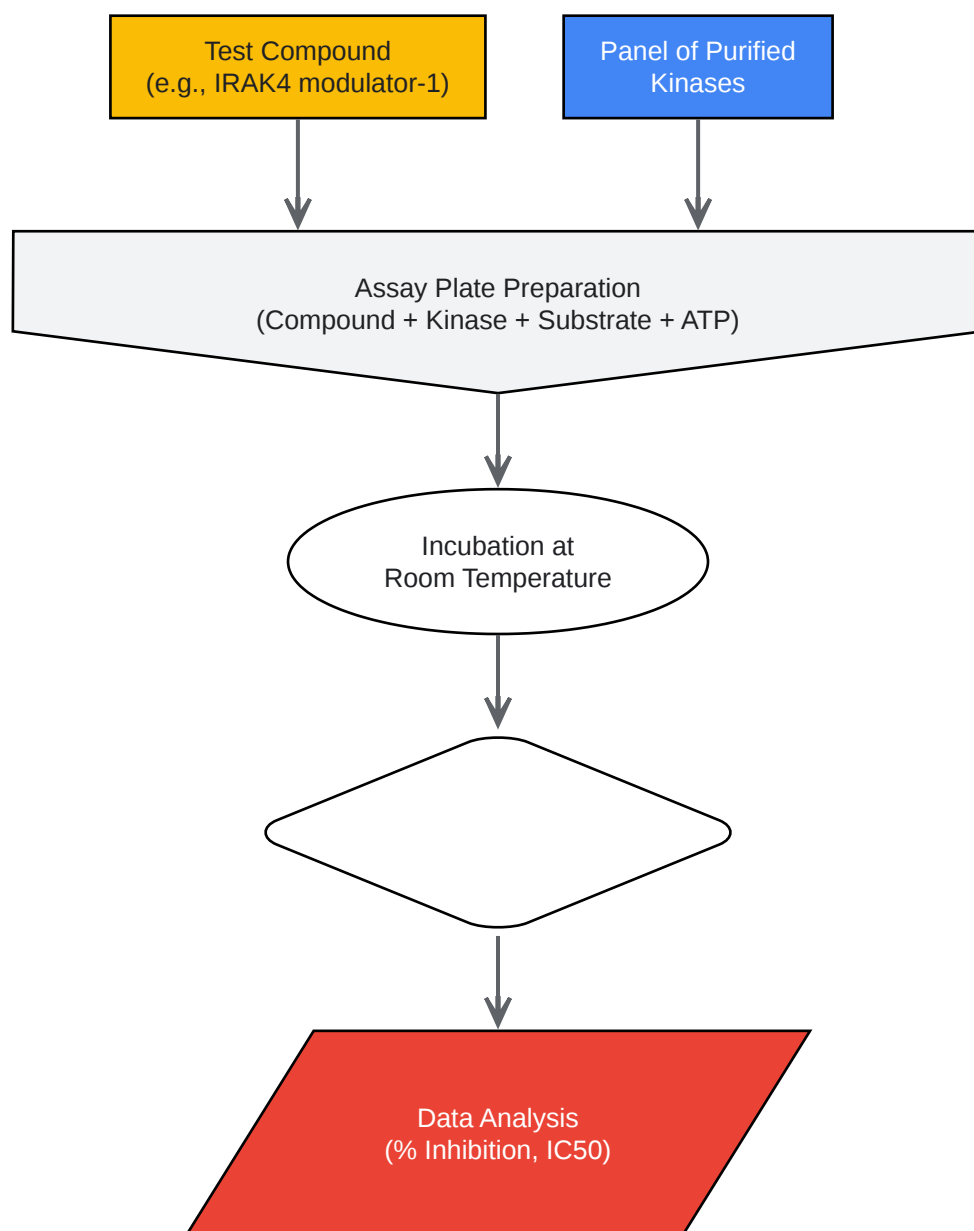 Test Compound
(e.g., IRAK4 modulator-1)
Panel of Purified
Kinases
Assay Plate Preparation
(Compound + Kinase + Substrate + ATP)
Incubation at
Room Temperature
Data Analysis
(% Inhibition, IC50)